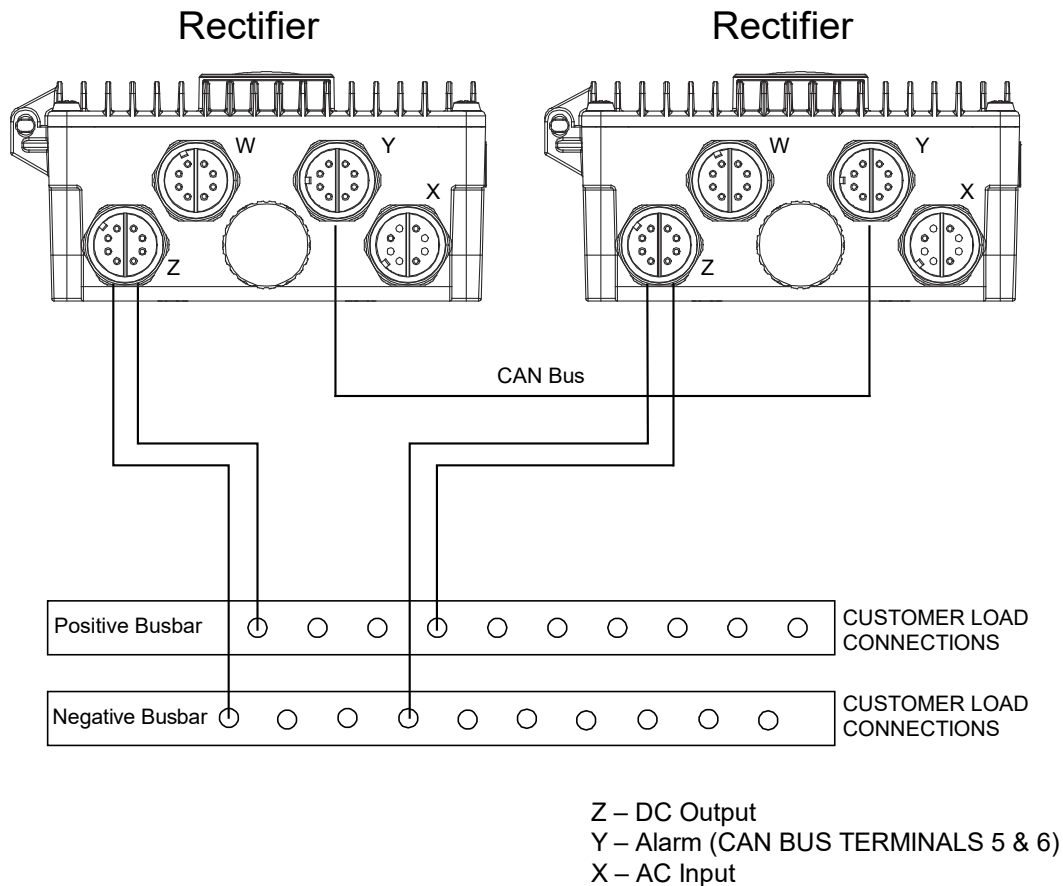 Rectifier
Rectifier
W
Y
X
Z
W
Y
X
Z
CAN Bus
Positive Busbar
CUSTOMER LOAD
CONNECTIONS
Negative Busbar
CUSTOMER LOAD
CONNECTIONS
Z – DC Output
Y – Alarm (CAN BUS TERMINALS 5 & 6)
X – AC Input